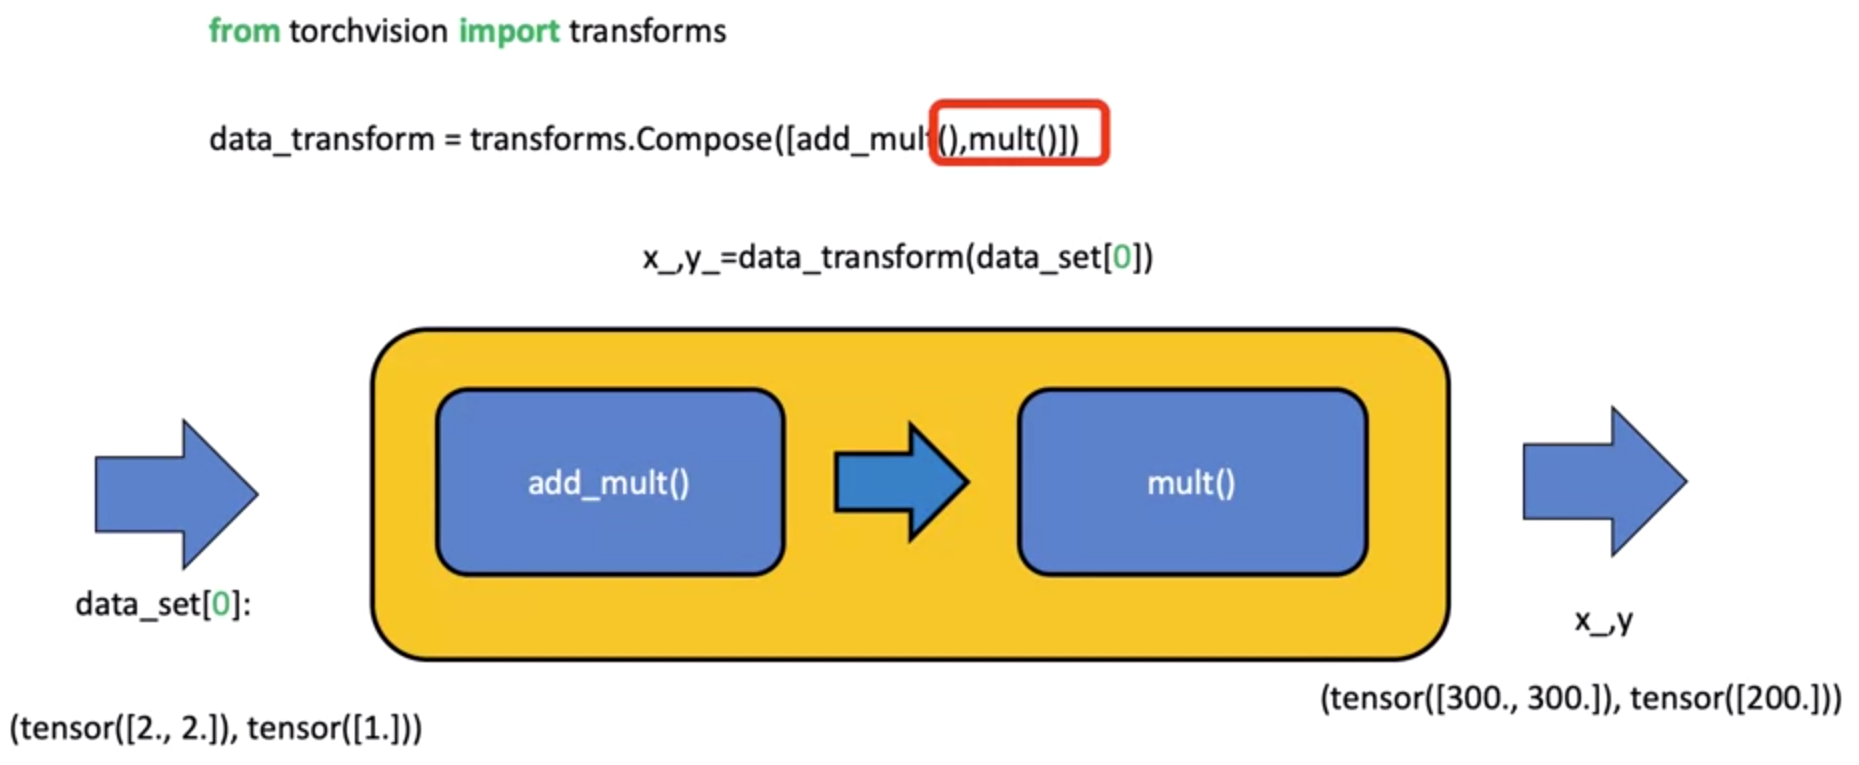 from torchvision import transforms
data_transform = transforms.Compose([add_mult(),mult()])
x_,y_=data_transform(data_set[0])
add_mult()
mult()
data_set[0]:
x_,y
(tensor([2., 2.]), tensor([1.]))
(tensor([300., 300.]), tensor([200.]))